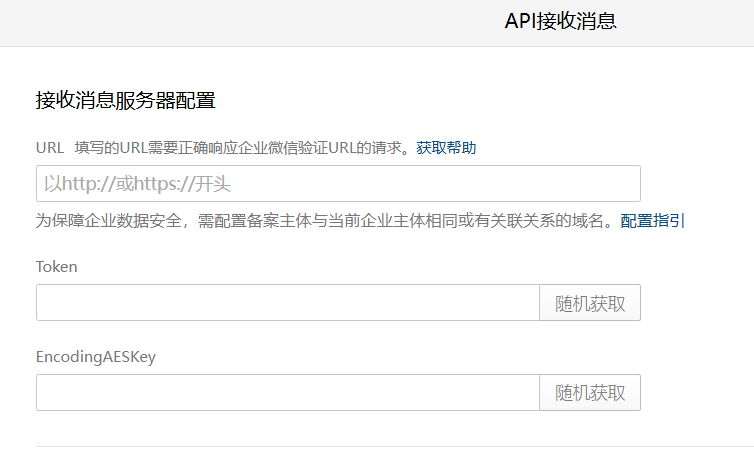 API接收消息
接收消息服务器配置
URL 填写的URL需要正确响应企业微信验证URL的请求。获取帮助
以http://或https://开头
为保障企业数据安全，需配置备案主体与当前企业主体相同或有关联关系的域名。配置指引
Token
随机获取
EncodingAESKey
随机获取